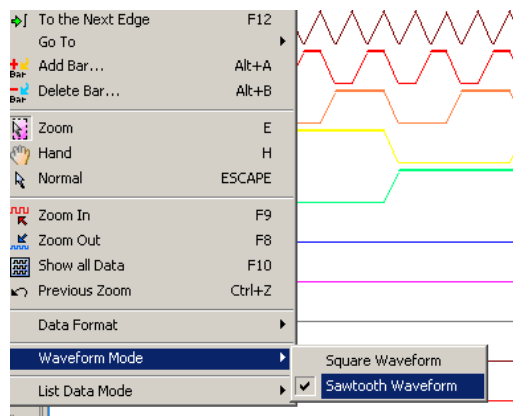 To the Next Edge F12
Go To
Bar Add Bar... Alt+A
Bar Delete Bar... Alt+B
Zoom E
Hand H
Normal ESCAPE
Zoom In F9
Zoom Out F8
Show all Data F10
Previous Zoom Ctrl+Z
Data Format
Waveform Mode
Square Waveform
Sawtooth Waveform
List Data Mode